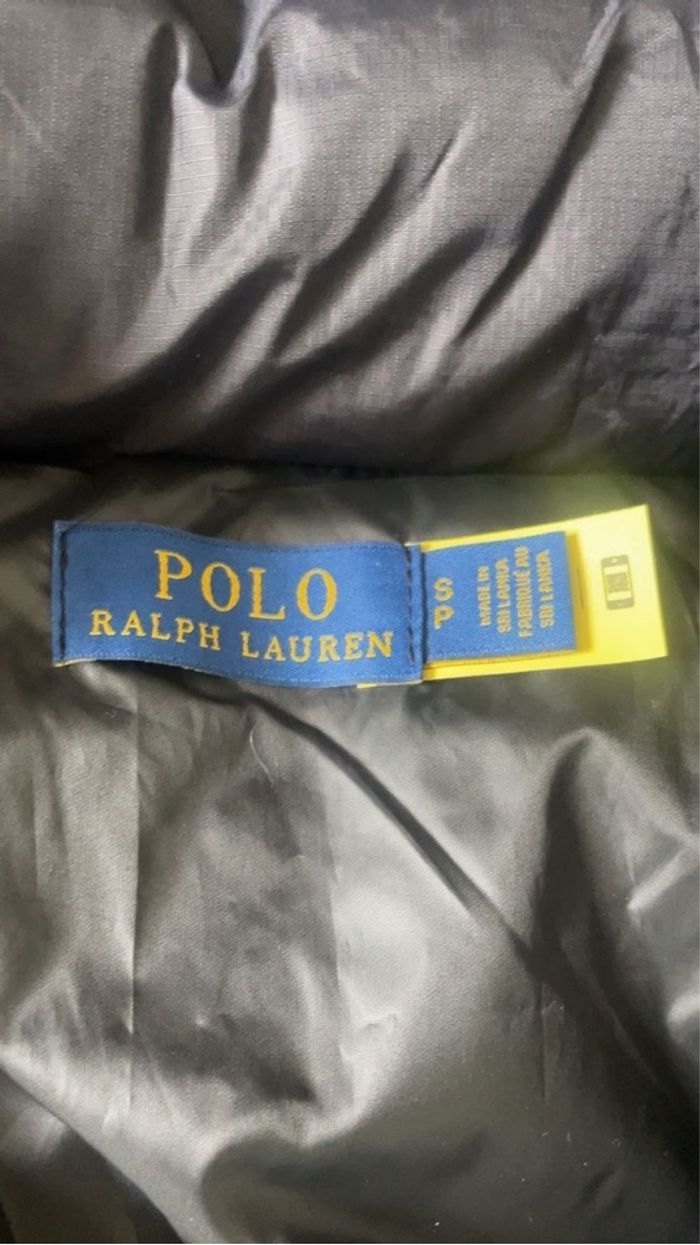 POLO
RALPH LAUREN
S
P
MADE IN
SRI LANKA
FABRIQUÉ AU
SRI LANKA